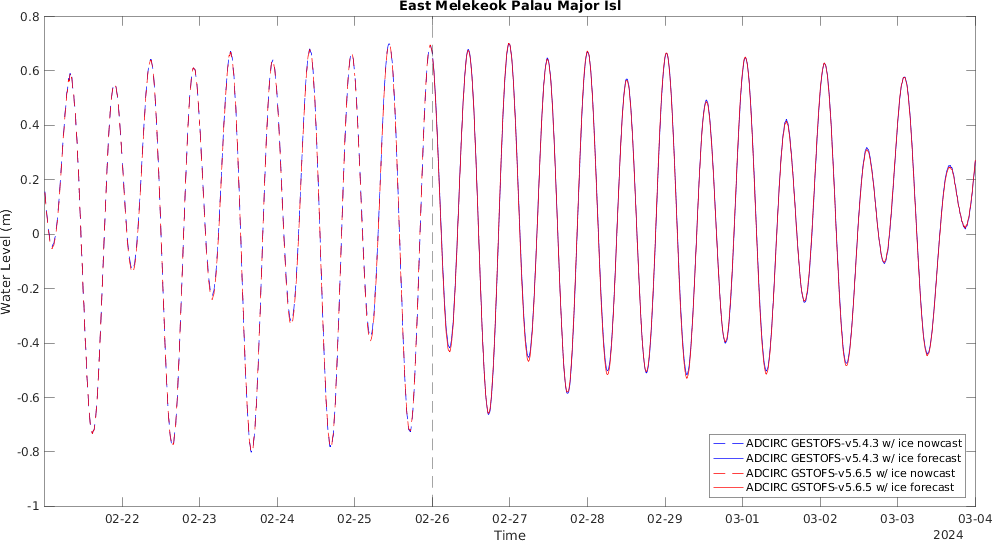 East Melekeok Palau Major Isl
0.8
0.6
0.4
0.2
0
-0.2
-0.4
-0.6
-0.8
-1
Water Level (m)
ADCIRC GESTOFS-v5.4.3 w/ ice nowcast
ADCIRC GESTOFS-v5.4.3 w/ ice forecast
ADCIRC GSTOFS-v5.6.5 w/ ice nowcast
ADCIRC GSTOFS-v5.6.5 w/ ice forecast
02-22 02-23 02-24 02-25 02-26 02-27 02-28 02-29 03-01 03-02 03-03 03-04
Time
2024